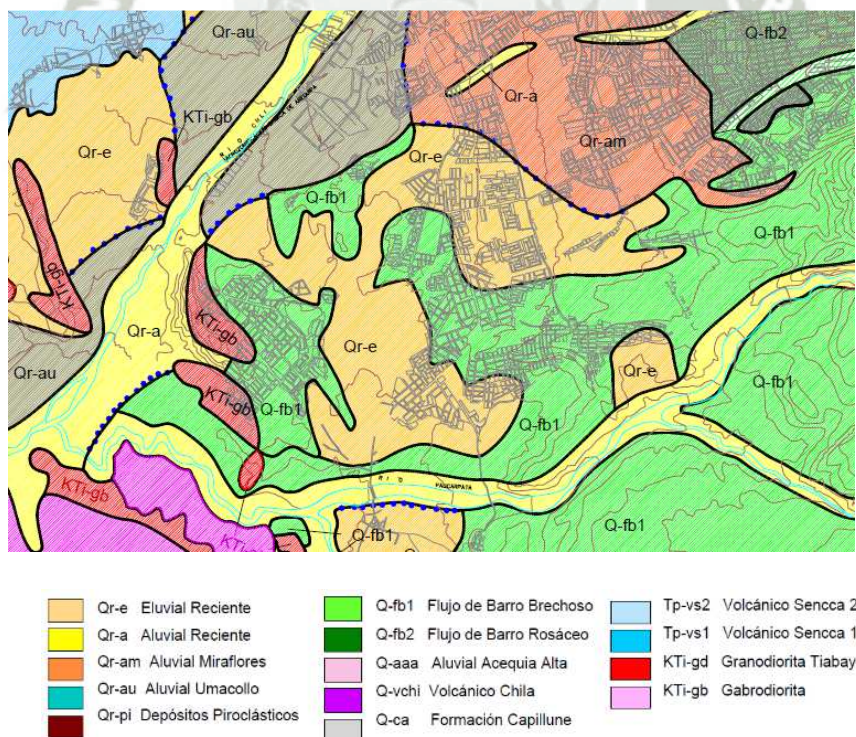 Qr-au
Q-fb2
KTi-gb
Qr-a
Qr-e
Qr-e
Qr-am
Q-fb1
Q-fb1
KTi-gb
Qr-a
KTi-gb
Qr-e
Qr-au
Qr-e
Q-fb1
KTi-gb
Q-fb1
Q-fb1
RIO PAUCARPATA
KTi-gb
Q-fb1
Q-fb1
Qr-e Eluvial Reciente
Qr-a Aluvial Reciente
Qr-am Aluvial Miraflores
Qr-au Aluvial Umacollo
Qr-pi Depósitos Piroclásticos
Q-fb1 Flujo de Barro Brechoso
Q-fb2 Flujo de Barro Rosáceo
Q-aaa Aluvial Acequia Alta
Q-vchi Volcánico Chila
Q-ca Formación Capillune
Tp-vs2 Volcánico Sencca 2
Tp-vs1 Volcánico Sencca 1
KTi-gd Granodiorita Tiabay
KTi-gb Gabrodiorita